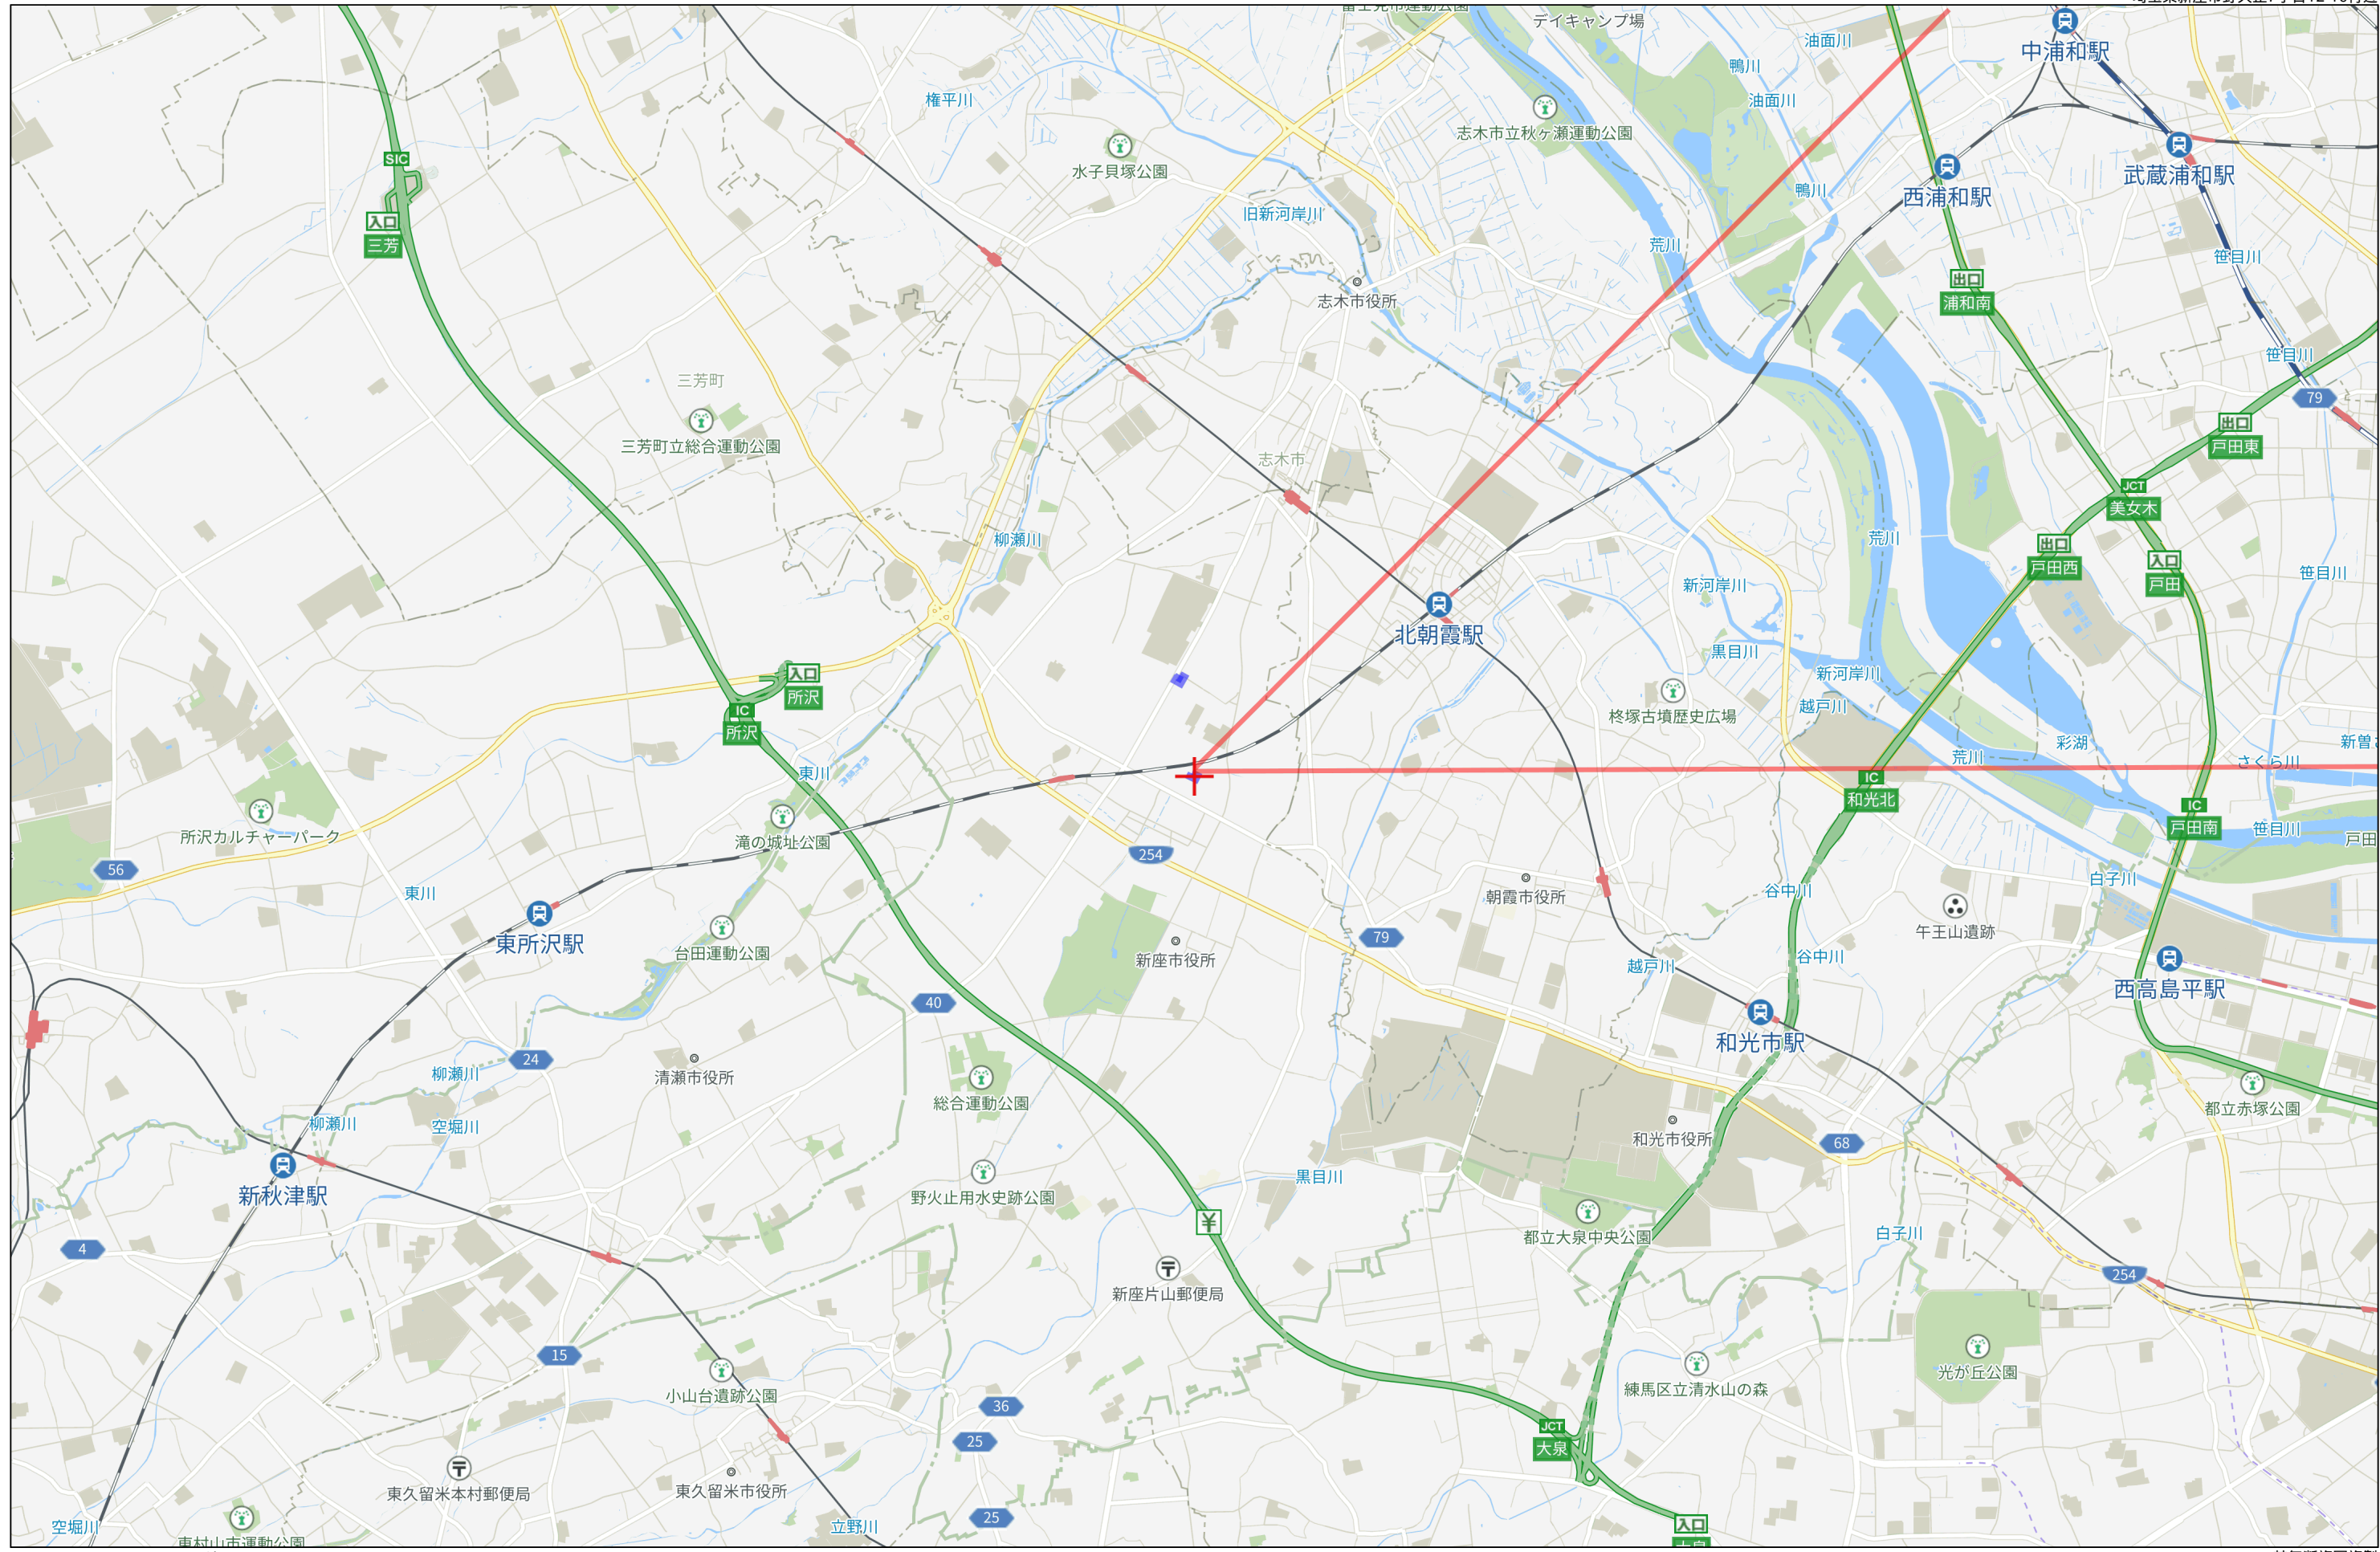 デイキャンプ場
中浦和駅
油面川
鴨川
油面川
権平川
志木市立秋ヶ瀬運動公園
水子貝塚公園
SIC
武蔵浦和駅
西浦和駅
鴨川
旧新河岸川
入口
三芳
荒川
笹目川
出口
浦和南
志木市役所
笹目川
三芳町
79
三芳町立総合運動公園
出口
戸田東
志木市
JCT
美女木
柳瀬川
荒川
出口
戸田西
入口
戸田
笹目川
新河岸川
北朝霞駅
黒目川
入口
所沢
新河岸川
越戸川
柊塚古墳歴史広場
IC
所沢
彩湖
新曽さ
荒川
さくら川
東川
IC
和光北
IC
戸田南
笹目川
所沢カルチャーパーク
滝の城址公園
戸田
254
56
東川
朝霞市役所
谷中川
白子川
東所沢駅
台田運動公園
79
新座市役所
午王山遺跡
谷中川
越戸川
西高島平駅
40
和光市駅
24
柳瀬川
清瀬市役所
総合運動公園
都立赤塚公園
柳瀬川
空堀川
和光市役所
68
新秋津駅
野火止用水史跡公園
黒目川
都立大泉中央公園
白子川
4
新座片山郵便局
254
15
光が丘公園
小山台遺跡公園
練馬区立清水山の森
36
25
JCT
大泉
東久留米本村郵便局
東久留米市役所
25
空堀川
立野川
入口
東村山市運動公園